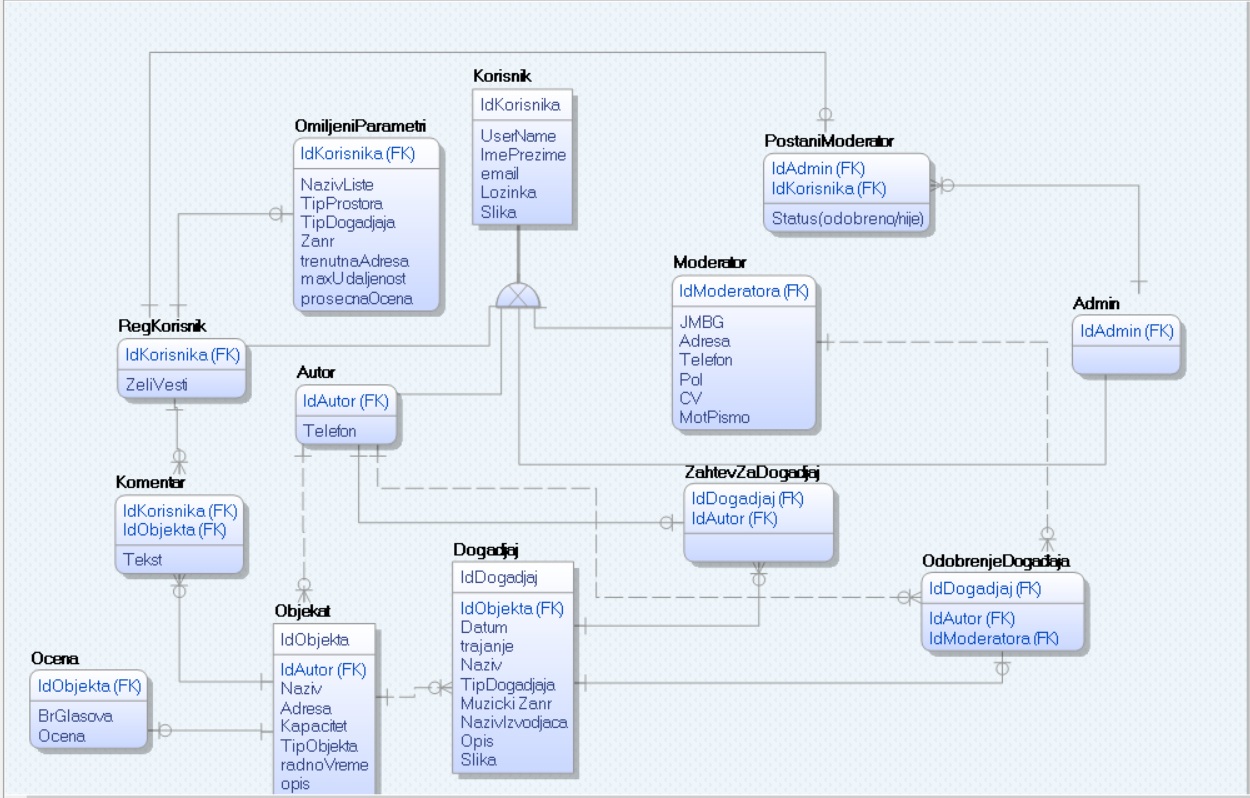 Korisnik
IdKorisnika
UserName
ImePrezime
email
Lozinka
Slika
OmiljeniParametri
IdKorisnika (FK)
NazivListe
TipProstora
TipDogadjaja
Zanr
trenutnaAdresa
maxUdaljenost
prosecnaOcena
PostaniModerator
IdAdmin (FK)
IdKorisnika (FK)
Status(odobreno/nije)
Moderator
IdModeratora (FK)
JMBG
Adresa
Telefon
Pol
CV
MotPismo
Admin
IdAdmin (FK)
RegKorisnik
IdKorisnika (FK)
ZeliVesti
Autor
IdAutor (FK)
Telefon
Komentar
IdKorisnika (FK)
IdObjekta (FK)
Tekst
ZahtevZaDogadjaj
IdDogadjaj (FK)
IdAutor (FK)
Dogadjaj
IdDogadjaj
IdObjekta (FK)
Datum
trajanje
Naziv
TipDogadjaja
Muzicki Zanr
NazivIzvodjaca
Opis
Slika
OdobrenjeDogađaja
IdDogadjaj (FK)
IdAutor (FK)
IdModeratora (FK)
Objekat
IdObjekta
IdAutor (FK)
Naziv
Adresa
Kapacitet
TipObjekta
radnoVreme
opis
Ocena
IdObjekta (FK)
BrGlasova
Ocena